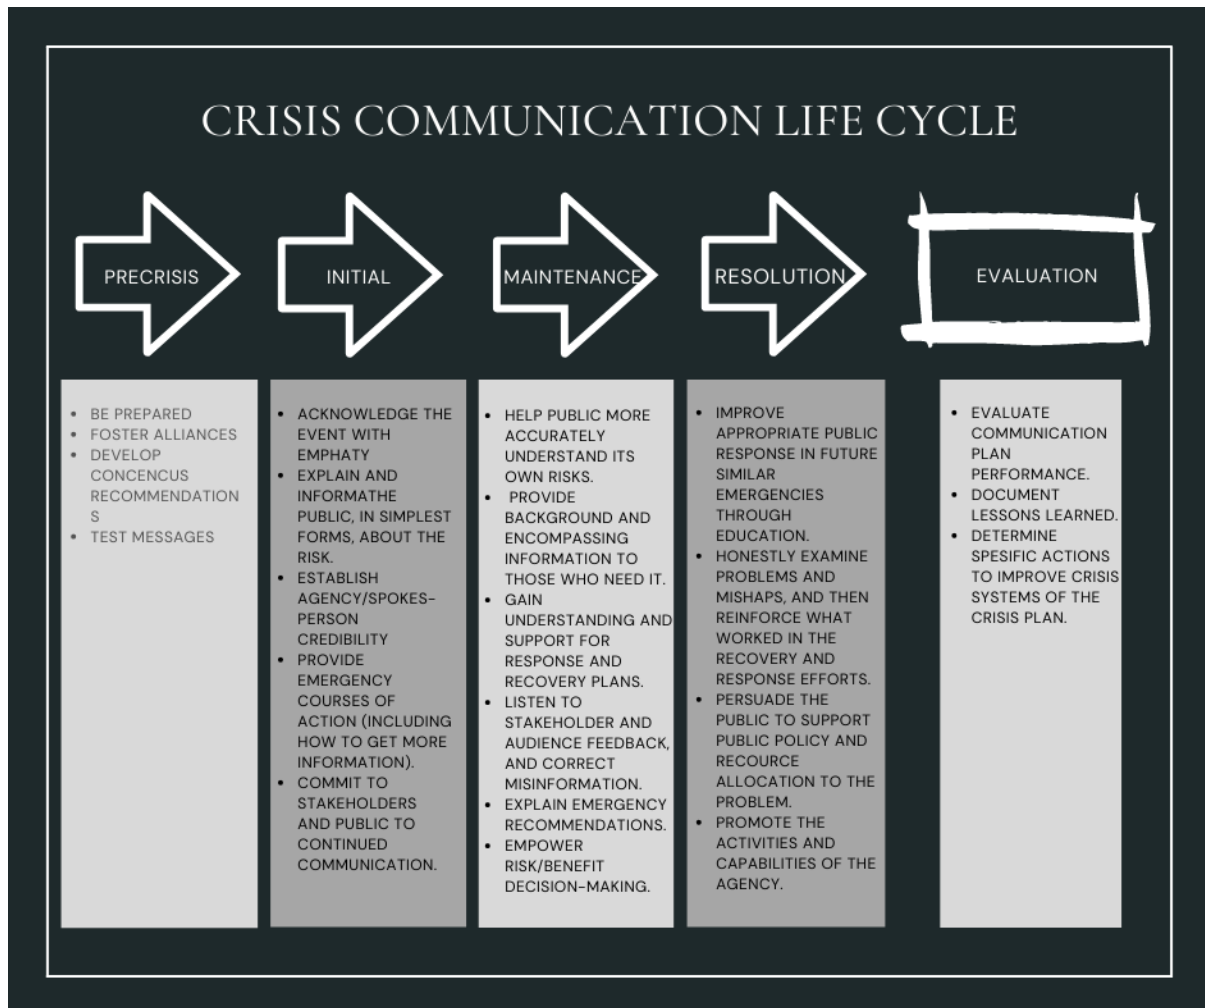 CRISIS COMMUNICATION LIFE CYCLE
PRECRISIS
INITIAL
MAINTENANCE
RESOLUTION
EVALUATION
• BE PREPARED
• FOSTER ALLIANCES
• DEVELOP
CONCENCUS
RECOMMENDATION
S
• TEST MESSAGES
• ACKNOWLEDGE THE
EVENT WITH
EMPHATY
• EXPLAIN AND
INFORMATHE
PUBLIC, IN SIMPLEST
FORMS, ABOUT THE
RISK.
• ESTABLISH
AGENCY/SPOKES-
PERSON
CREDIBILITY
• PROVIDE
EMERGENCY
COURSES OF
ACTION (INCLUDING
HOW TO GET MORE
INFORMATION).
• COMMIT TO
STAKEHOLDERS
AND PUBLIC TO
CONTINUED
COMMUNICATION.
• HELP PUBLIC MORE
ACCURATELY
UNDERSTAND ITS
OWN RISKS.
• PROVIDE
BACKGROUND AND
ENCOMPASSING
INFORMATION TO
THOSE WHO NEED IT.
• GAIN
UNDERSTANDING AND
SUPPORT FOR
RESPONSE AND
RECOVERY PLANS.
• LISTEN TO
STAKEHOLDER AND
AUDIENCE FEEDBACK,
AND CORRECT
MISINFORMATION.
• EXPLAIN EMERGENCY
RECOMMENDATIONS.
• EMPOWER
RISK/BENEFIT
DECISION-MAKING.
• IMPROVE
APPROPRIATE PUBLIC
RESPONSE IN FUTURE
SIMILAR
EMERGENCIES
THROUGH
EDUCATION.
• HONESTLY EXAMINE
PROBLEMS AND
MISHAPS, AND THEN
REINFORCE WHAT
WORKED IN THE
RECOVERY AND
RESPONSE EFFORTS.
• PERSUADE THE
PUBLIC TO SUPPORT
PUBLIC POLICY AND
RECOURCE
ALLOCATION TO THE
PROBLEM.
• PROMOTE THE
ACTIVITIES AND
CAPABILITIES OF THE
AGENCY.
• EVALUATE
COMMUNICATION
PLAN
PERFORMANCE.
• DOCUMENT
LESSONS LEARNED.
• DETERMINE
SPESIFIC ACTIONS
TO IMPROVE CRISIS
SYSTEMS OF THE
CRISIS PLAN.